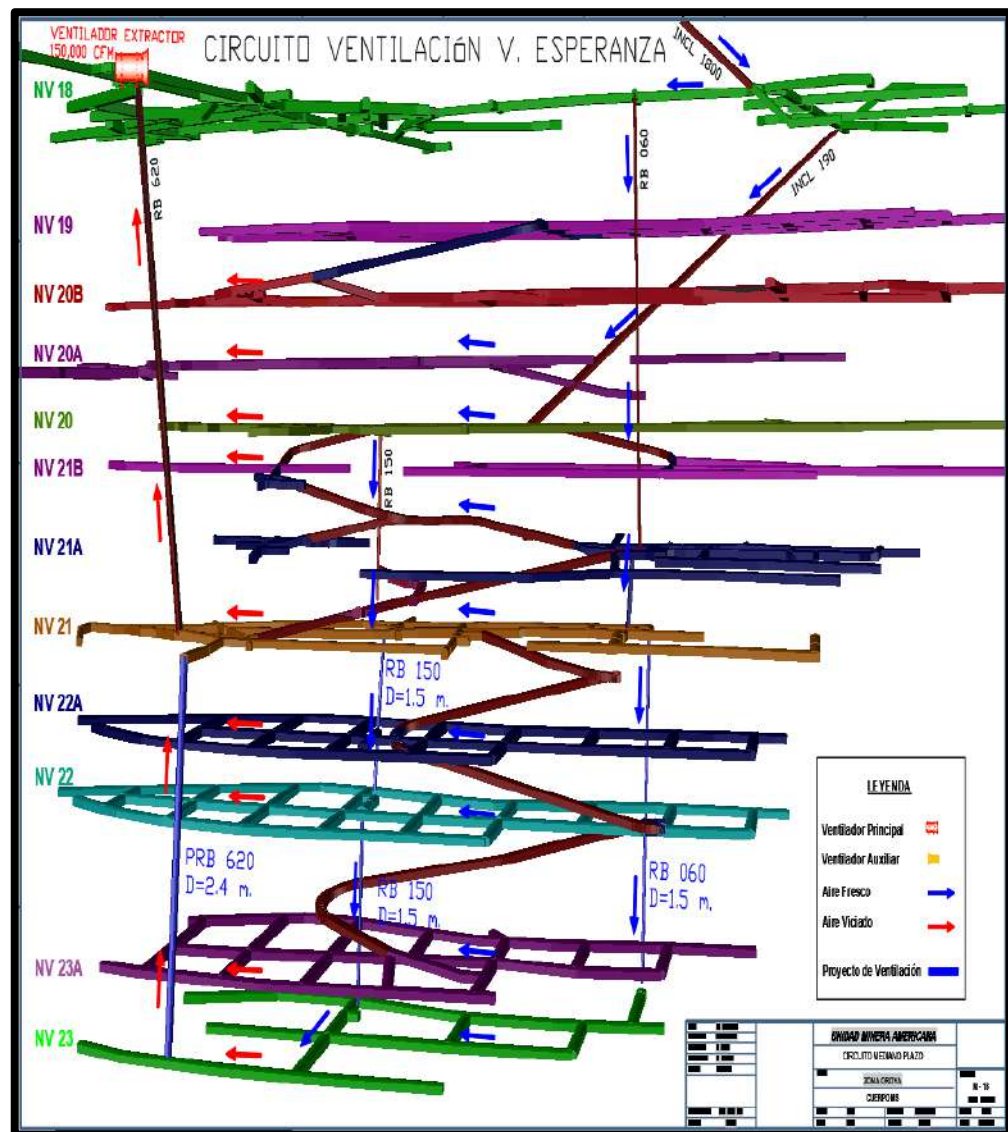 VENTILADOR EXTRACTOR
150,000 CFM
CIRCUITO VENTILACIóN V. ESPERANZA
INCL 1800
NV 18
RB 620
RB 060
INCL 190
NV 19
NV 20B
NV 20A
NV 20
NV 21B
RB 150
NV 21A
NV 21
RB 150
D=1.5 m.
NV 22A
NV 22
PRB 620
D=2.4 m.
RB 150
D=1.5 m.
RB 060
D=1.5 m.
NV 23A
NV 23
LEYENDA
Ventilador Principal
Ventilador Auxiliar
Aire Fresco
Aire Viciado
Proyecto de Ventilación
UNIDAD MINERA AMERICANA
CIRCUITO MEDIANO PLAZO
ZONA OROYA